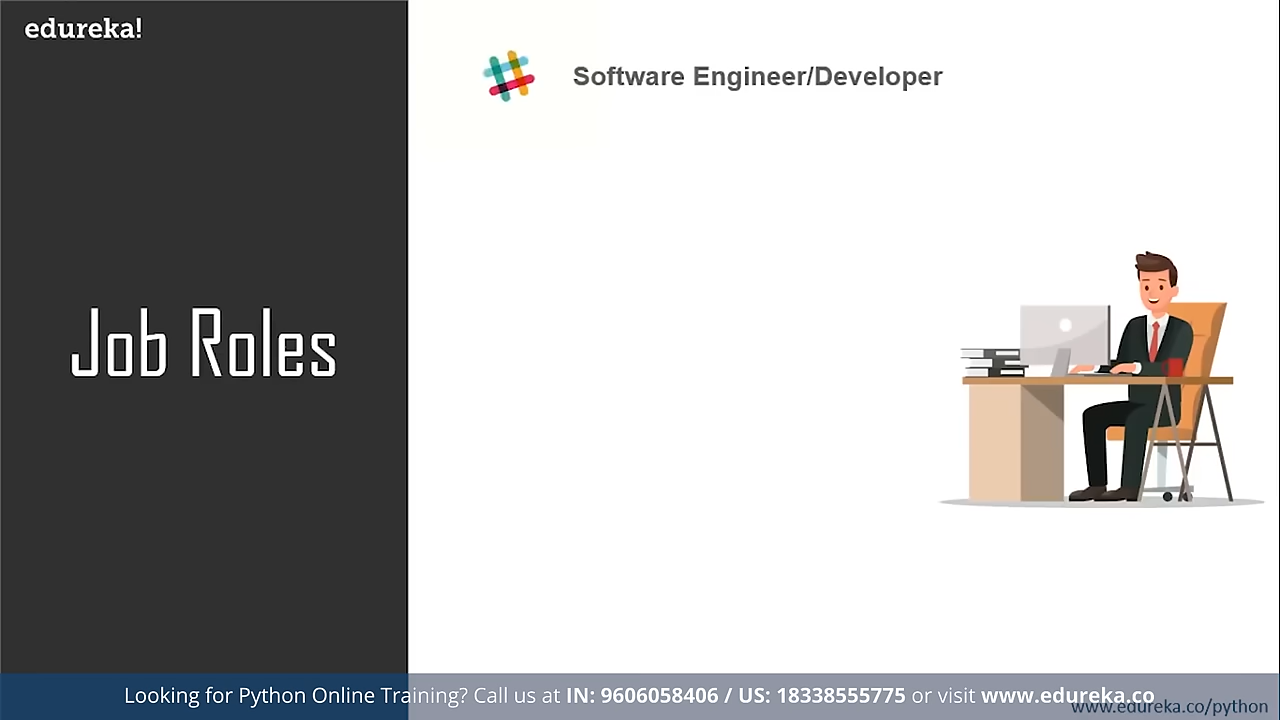 edureka!
Software Engineer/Developer
Job Roles
Looking for Python Online Training? Call us at IN: 9606058406 / US: 18338555775 or visit www.edureka.co
www.edureka.co/python